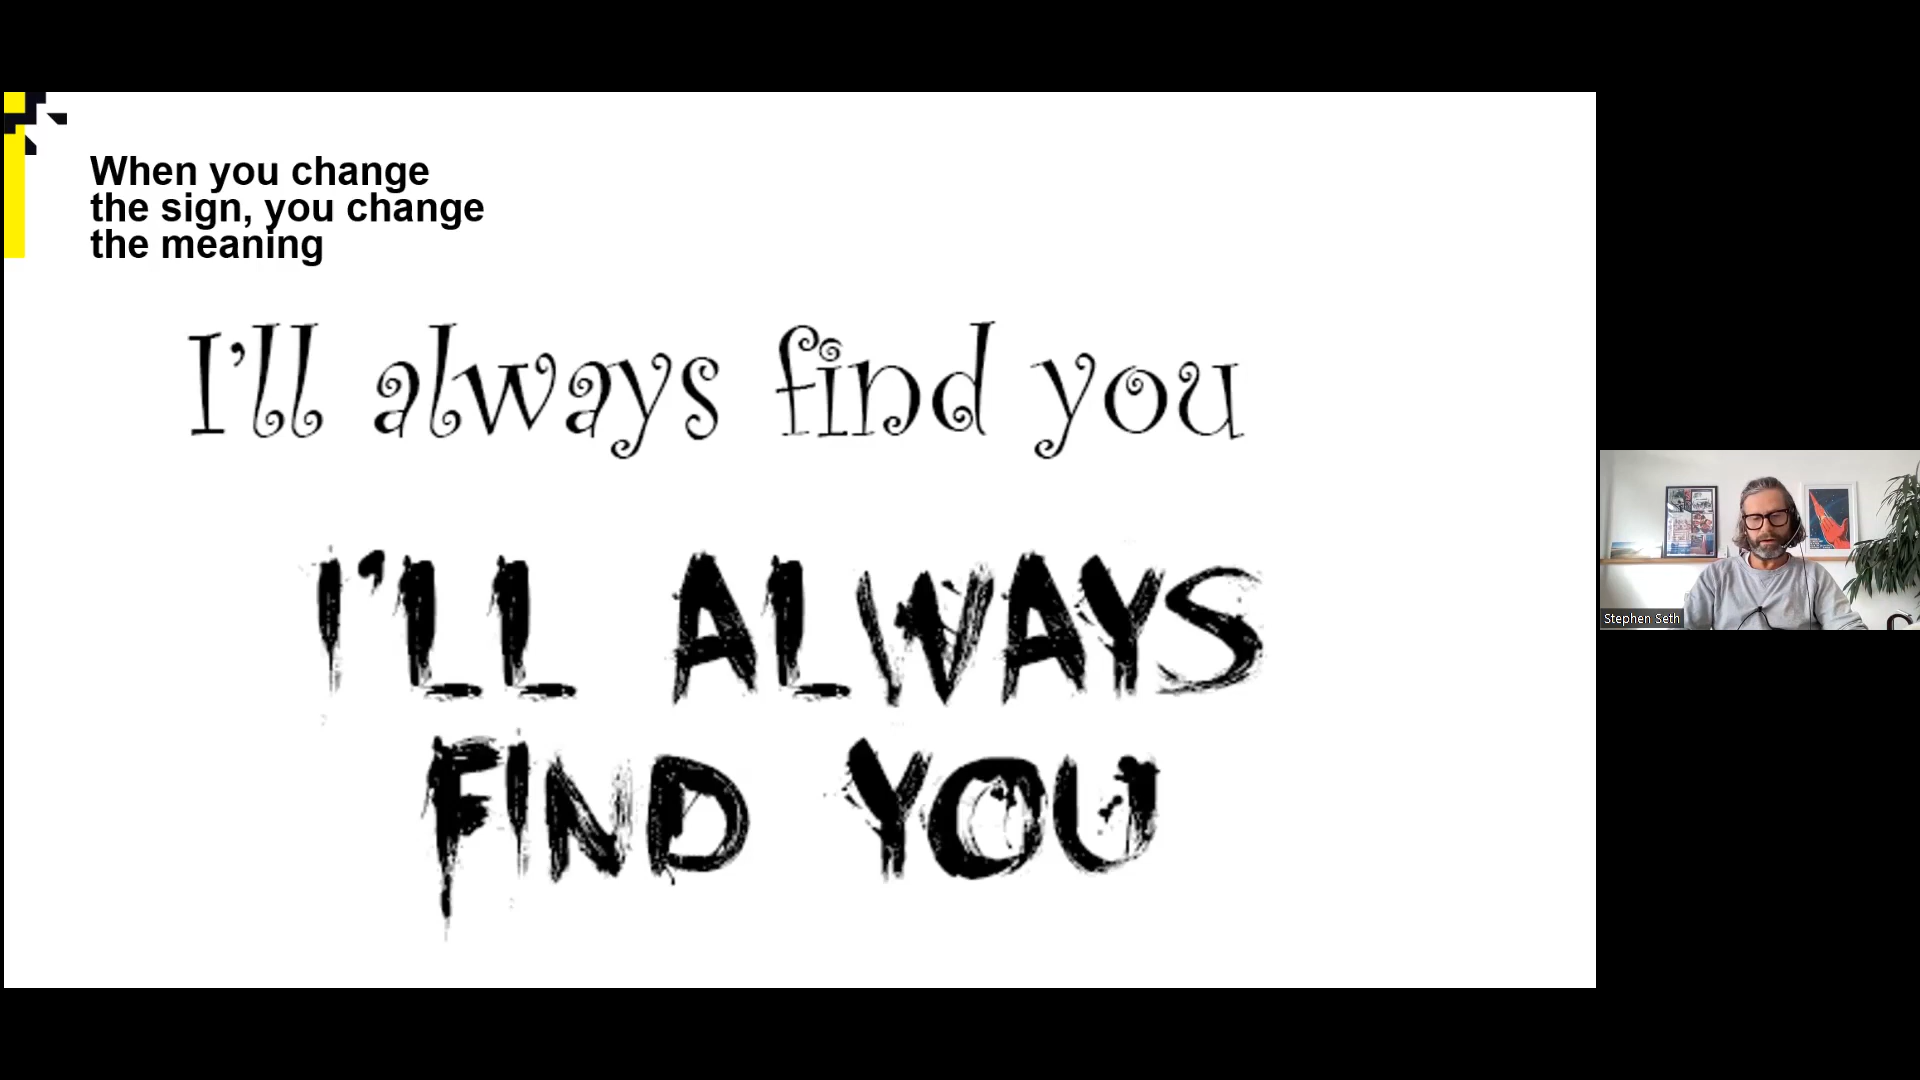 When you change
the sign, you change
the meaning
I’ll always find you
I’LL ALWAYS
FIND YOU
Stephen Seth